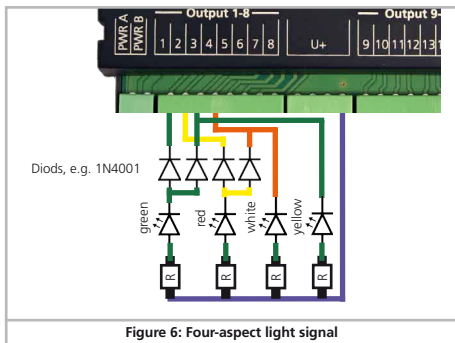 Output 1-8
Output 9-
PWR A
PWR B
1 2 3 4 5 6 7 8
U+
9 10 11 12 13 1
Diods, e.g. 1N4001
green
red
white
yellow
R
R
R
R
Figure 6: Four-aspect light signal